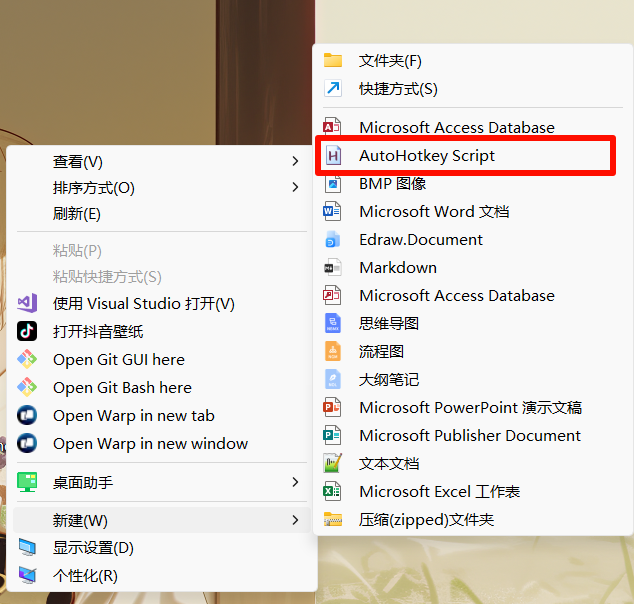 查看(V)
排序方式(O)
刷新(E)
粘贴(P)
粘贴快捷方式(S)
使用 Visual Studio 打开(V)
打开抖音壁纸
Open Git GUI here
Open Git Bash here
Open Warp in new tab
Open Warp in new window
桌面助手
新建(W)
显示设置(D)
个性化(R)
文件夹(F)
快捷方式(S)
Microsoft Access Database
AutoHotkey Script
BMP 图像
Microsoft Word 文档
Edraw.Document
Markdown
Microsoft Access Database
思维导图
流程图
大纲笔记
Microsoft PowerPoint 演示文稿
Microsoft Publisher Document
文本文档
Microsoft Excel 工作表
压缩(zipped)文件夹